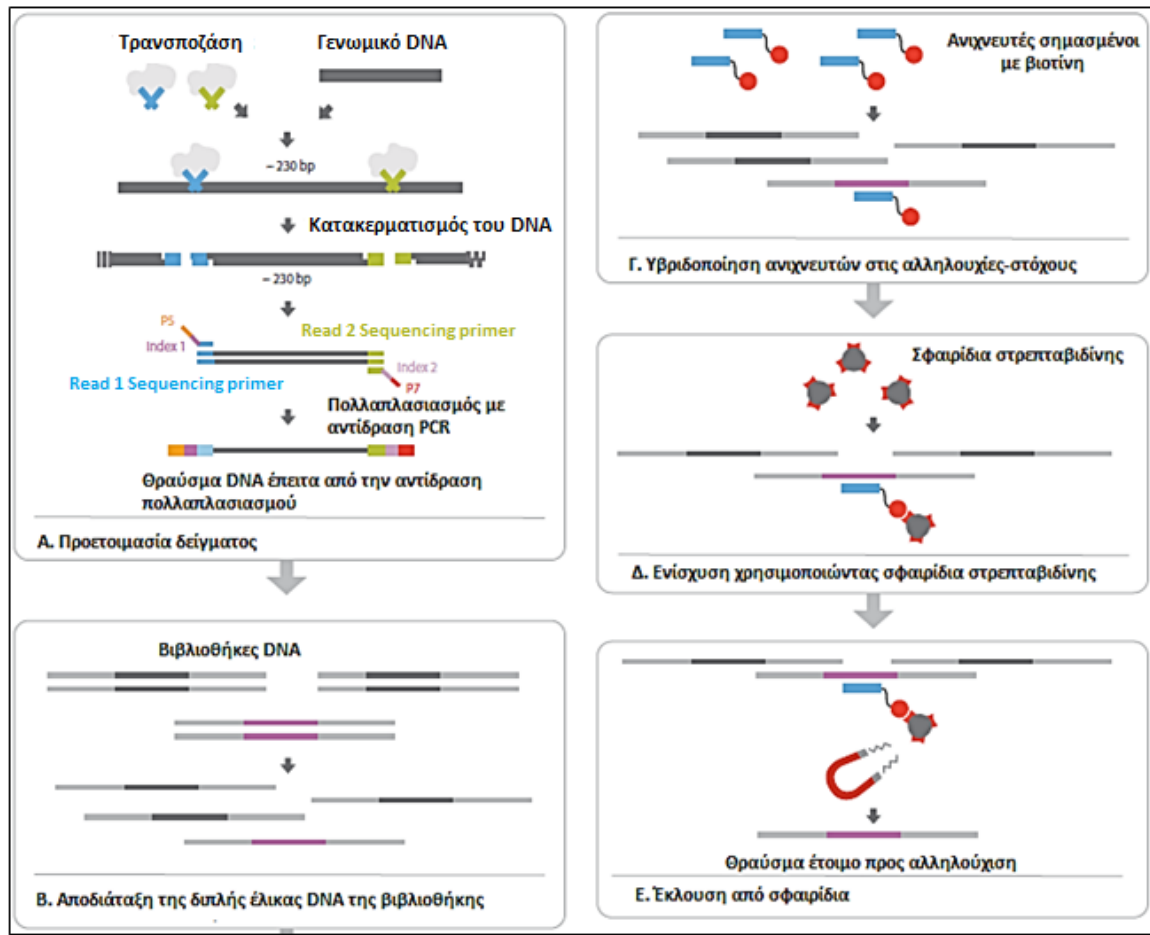 Τρανσποζάση
Γενωμικό DNA
~ 230 bp
Κατακερματισμός του DNA
~ 230 bp
P5
Index 1
Read 2 Sequencing primer
Read 1 Sequencing primer
Index 2
P7
Πολλαπλασιασμός με
αντίδραση PCR
Θραύσμα DNA έπειτα από την αντίδραση
πολλαπλασιασμού
Α. Προετοιμασία δείγματος
Βιβλιοθήκες DNA
Β. Αποδιάταξη της διπλής έλικας DNA της βιβλιοθήκης
Ανιχνευτές σημασμένοι
με βιοτίνη
Γ. Υβριδοποίηση ανιχνευτών στις αλληλουχίες-στόχους
Σφαιρίδια στρεπταβιδίνης
Δ. Ενίσχυση χρησιμοποιώντας σφαιρίδια στρεπταβιδίνης
Θραύσμα έτοιμο προς αλληλούχιση
Ε. Έκλουση από σφαιρίδια